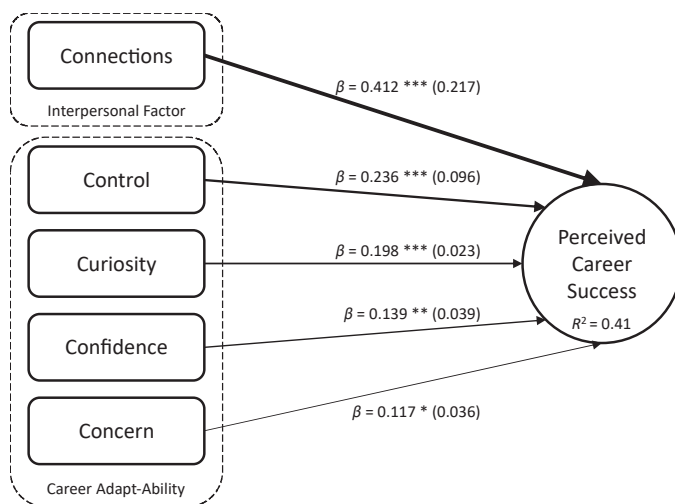 Connections
Interpersonal Factor
β = 0.412 *** (0.217)
Control
β = 0.236 *** (0.096)
Curiosity
β = 0.198 *** (0.023)
Confidence
β = 0.139 ** (0.039)
Concern
β = 0.117 * (0.036)
Career Adapt-Ability
Perceived
Career
Success
R² = 0.41